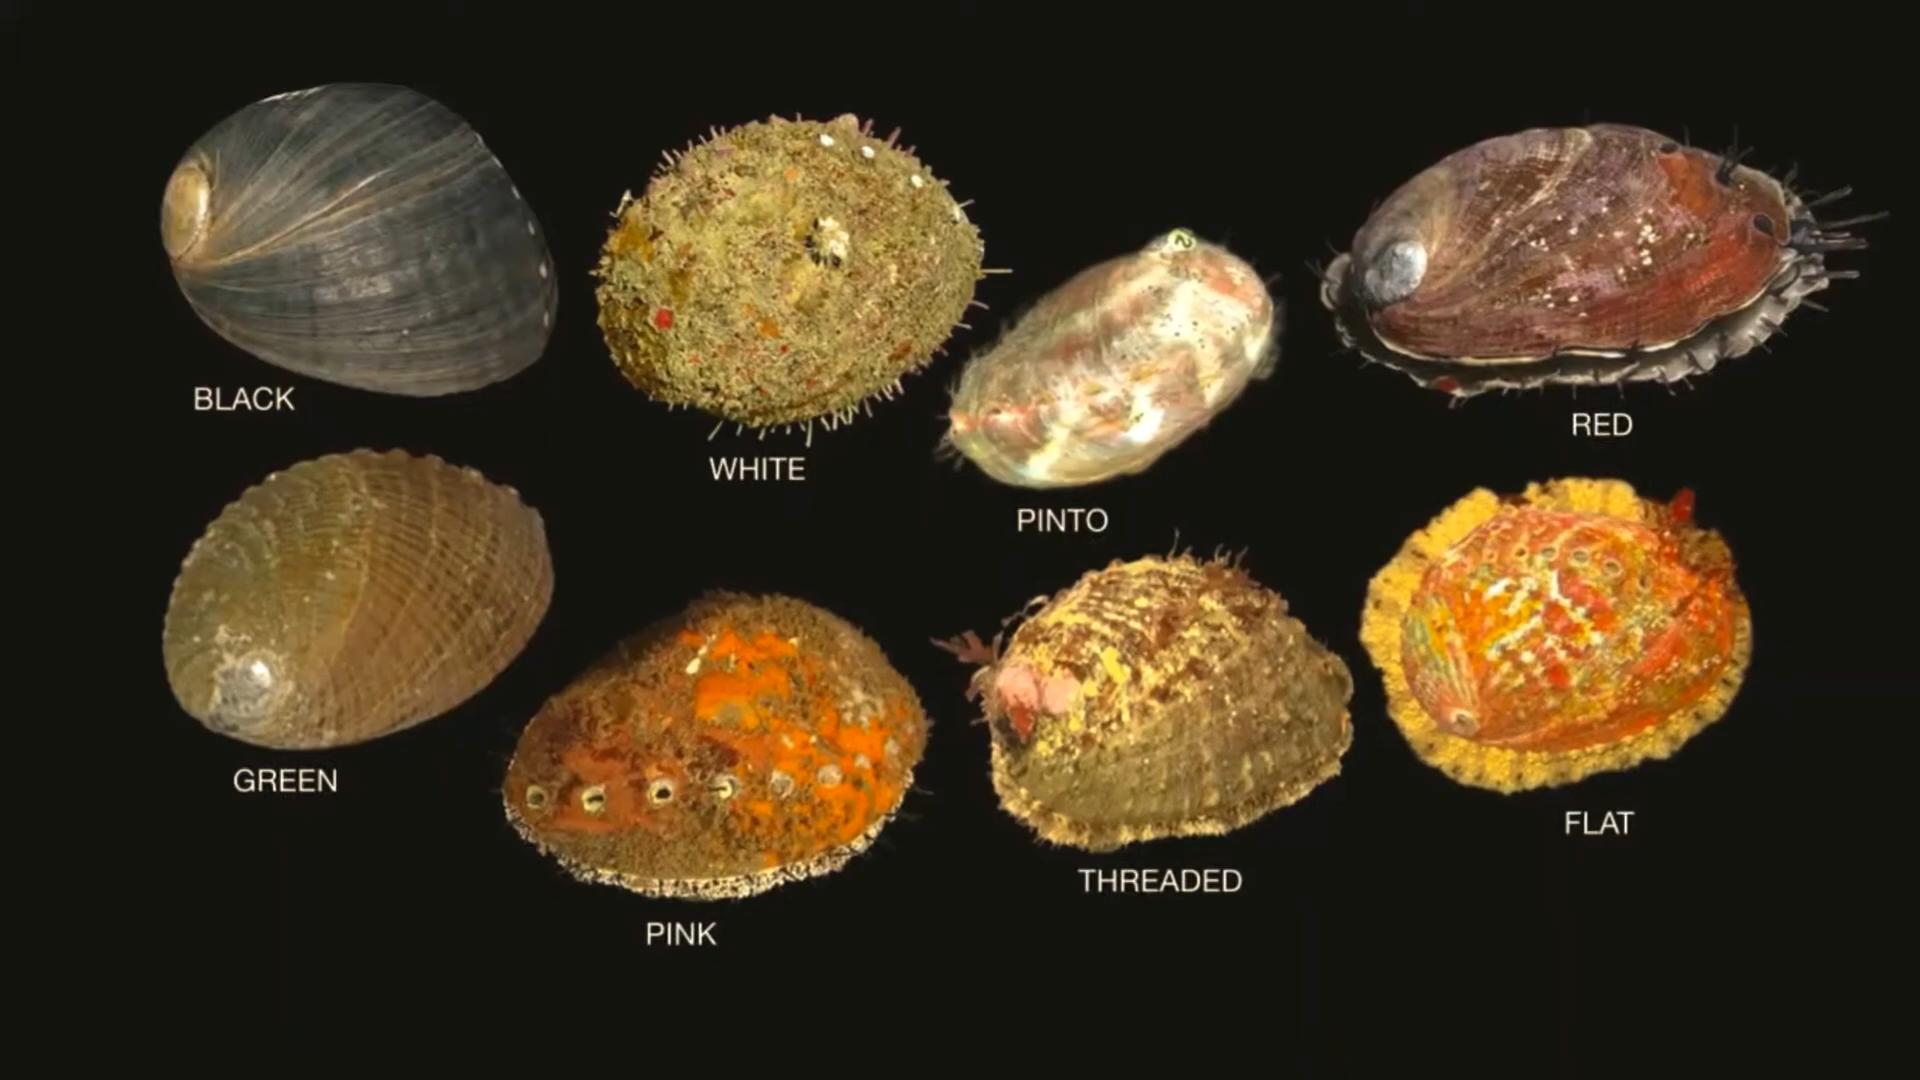 BLACK
WHITE
PINTO
RED
GREEN
PINK
THREADED
FLAT